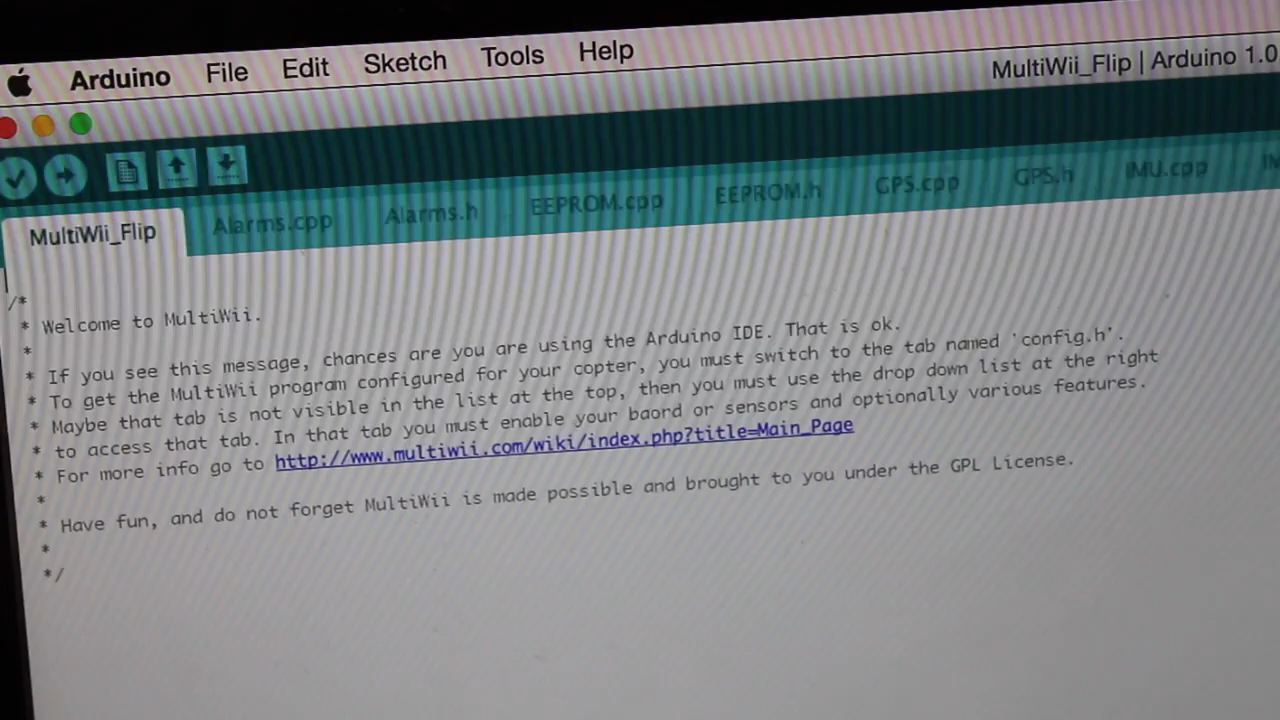 Arduino File Edit Sketch Tools Help
MultiWii_Flip | Arduino 1.0
MultiWii_Flip Alarms.cpp Alarms.h EEPROM.cpp EEPROM.h GPS.cpp GPS.h IMU.cpp
/*
* Welcome to MultiWii.
*
* If you see this message, chances are you are using the Arduino IDE. That is ok.
* To get the MultiWii program configured for your copter, you must switch to the tab named 'config.h'.
* Maybe that tab is not visible in the list at the top, then you must use the drop down list at the right
* to access that tab. In that tab you must enable your baord or sensors and optionally various features.
* For more info go to http://www.multiwii.com/wiki/index.php?title=Main_Page
*
* Have fun, and do not forget MultiWii is made possible and brought to you under the GPL License.
*
*/